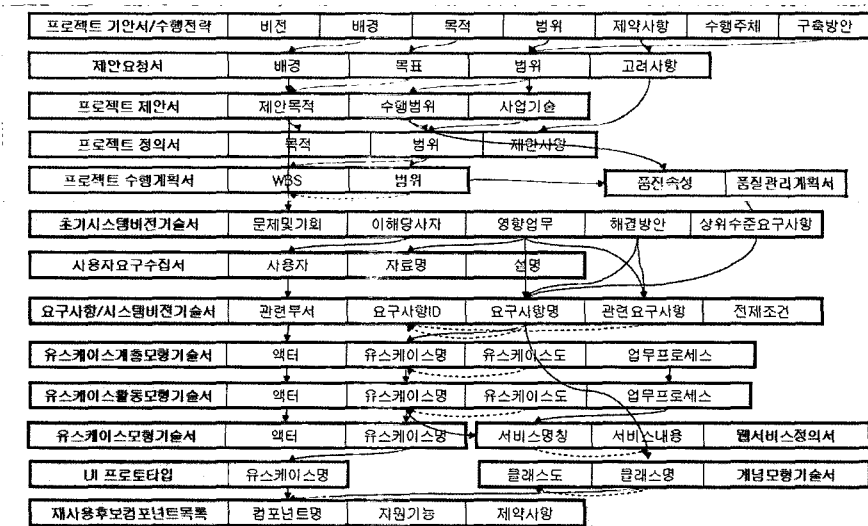 프로젝트 기안서/수행전략 비전 배경 목적 범위 제약사항 수행주체 구축방안
제안요청서 배경 목표 범위 고려사항
프로젝트 제안서 제안목적 수행범위 사업기술
프로젝트 정의서 목적 범위 제안사항
프로젝트 수행계획서 WBS 범위 품진속성 품질관리계획서
초기시스템비전기술서 문제및기회 이해당사자 영향업무 해결방안 상위수준요구사항
사용자요구수집서 사용자 자료명 설명
요구사항/시스템비전기술서 관련부서 요구사항ID 요구사항명 관련요구사항 전제조건
유스케이스계층모형기술서 액터 유스케이스명 유스케이스도 업무프로세스
유스케이스활동모형기술서 액터 유스케이스명 유스케이스도 업무프로세스
유스케이스모형기술서 액터 유스케이스명 서비스명칭 서비스내용 웹서비스정의서
UI 프로토타입 유스케이스명 클래스도 클래스명 개념모형기술서
재사용후보컴포넌트목록 컴포넌트명 지원기능 제약사항